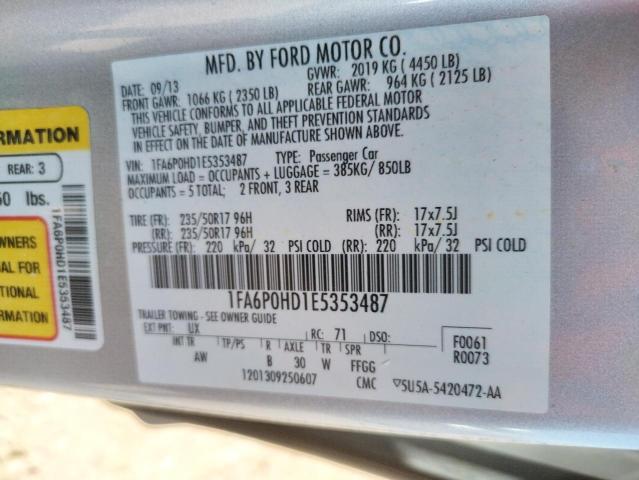 MFD. BY FORD MOTOR CO.
DATE: 09/13
GVWR: 2019 KG ( 4450 LB)
FRONT GAWR: 1066 KG ( 2350 LB)
REAR GAWR: 964 KG ( 2125 LB)
THIS VEHICLE CONFORMS TO ALL APPLICABLE FEDERAL MOTOR
VEHICLE SAFETY, BUMPER, AND THEFT PREVENTION STANDARDS
IN EFFECT ON THE DATE OF MANUFACTURE SHOWN ABOVE.
VIN: 1FA6P0HD1E5353487 TYPE: Passenger Car
MAXIMUM LOAD = OCCUPANTS + LUGGAGE = 385KG/ 850LB
OCCUPANTS = 5 TOTAL; 2 FRONT, 3 REAR
TIRE (FR): 235/50R17 96H RIMS (FR): 17x7.5J
(RR): 235/50R17 96H (RR): 17x7.5J
PRESSURE (FR): 220 kPa/ 32 PSI COLD (RR): 220 kPa/ 32 PSI COLD
1FA6P0HD1E5353487
TRAILER TOWING - SEE OWNER GUIDE
EXT PNT: UX RC: 71 DSO:
F0061
R0073
INT TR TP/PS R AXLE TR SPR
AW B 30 W FFGG
1201309250607 CMC ▽5U5A-5420472-AA
RMATION
REAR: 3
50 lbs.
WNERS
AL FOR
TIONAL
RMATION
1FA6P0HD1E5353487